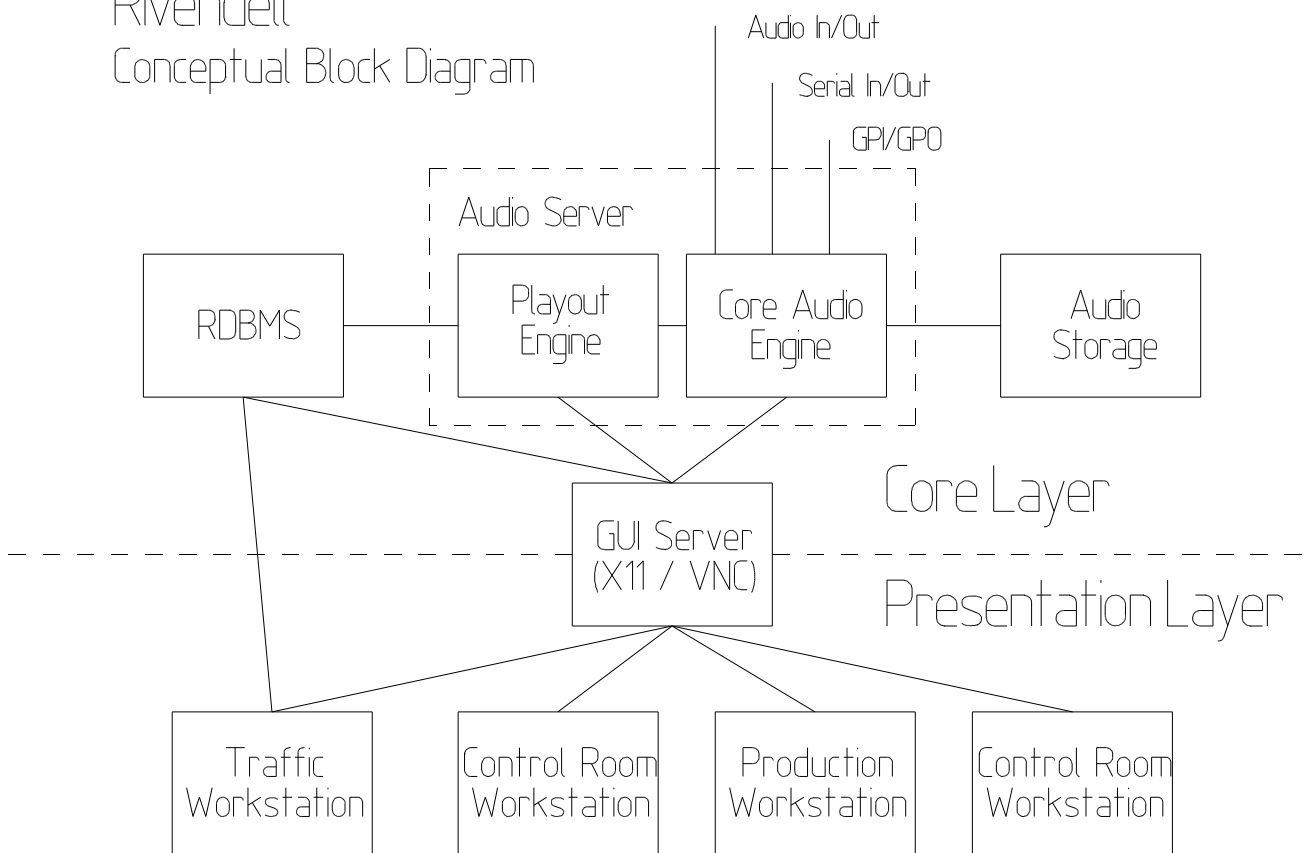 Rivendell
Conceptual Block Diagram
Audio In/Out
Serial In/Out
GPI/GPO
Audio Server
RDBMS
Playout
Engine
Core Audio
Engine
Audio
Storage
Core Layer
GUI Server
(X11 / VNC)
Presentation Layer
Traffic
Workstation
Control Room
Workstation
Production
Workstation
Control Room
Workstation